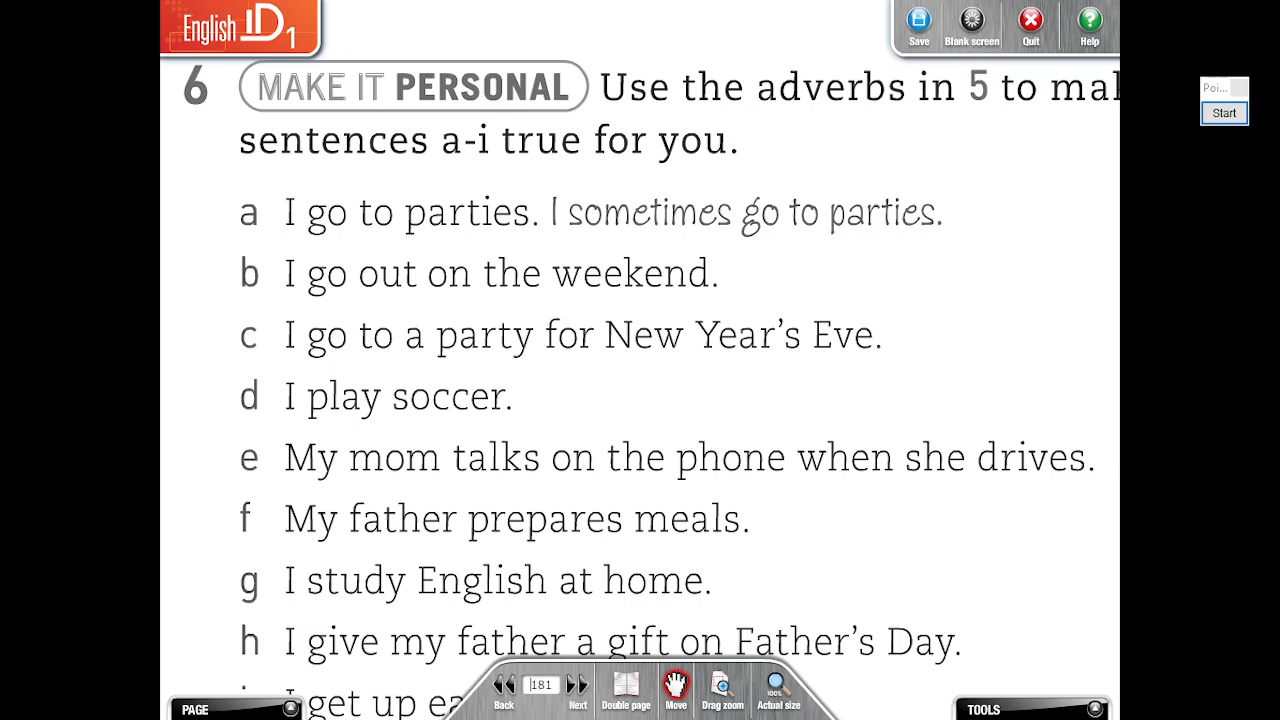 English ID 1
Save Blank screen Quit Help
6 MAKE IT PERSONAL Use the adverbs in 5 to mak
sentences a-i true for you.
Poi...
Start
a I go to parties. I sometimes go to parties.
b I go out on the weekend.
c I go to a party for New Year's Eve.
d I play soccer.
e My mom talks on the phone when she drives.
f My father prepares meals.
g I study English at home.
h I give my father a gift on Father's Day.
I get up ea
181
100%
Back Next Double page Move Drag zoom Actual size
PAGE TOOLS